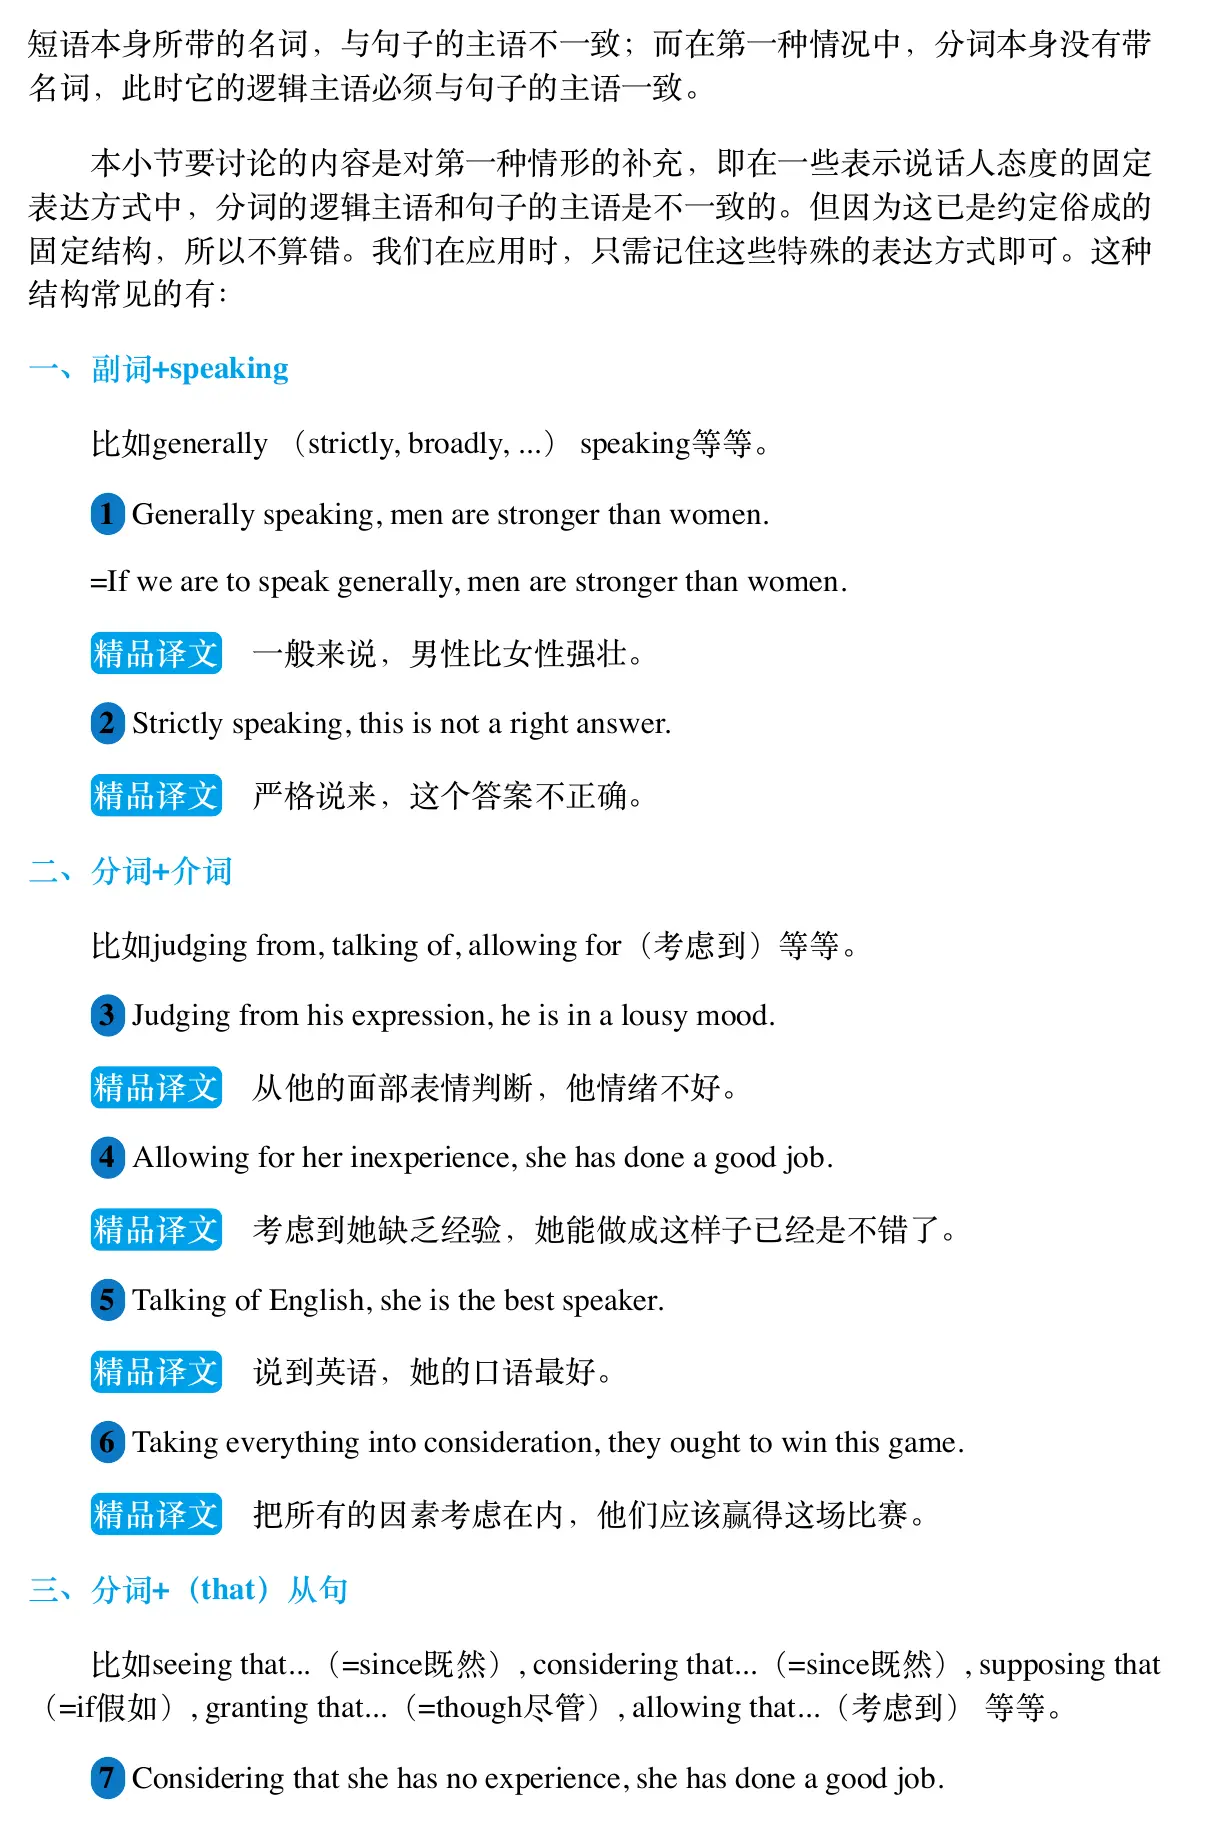 短语本身所带的名词，与句子的主语不一致；而在第一种情况中，分词本身没有带
名词，此时它的逻辑主语必须与句子的主语一致。
本小节要讨论的内容是对第一种情形的补充，即在一些表示说话人态度的固定
表达方式中，分词的逻辑主语和句子的主语是不一致的。但因为这已是约定俗成的
固定结构，所以不算错。我们在应用时，只需记住这些特殊的表达方式即可。这种
结构常见的有：
一、副词+speaking
比如generally （strictly, broadly, ...） speaking等等。
1 Generally speaking, men are stronger than women.
=If we are to speak generally, men are stronger than women.
精品译文 一般来说，男性比女性强壮。
2 Strictly speaking, this is not a right answer.
精品译文 严格说来，这个答案不正确。
二、分词+介词
比如judging from, talking of, allowing for（考虑到）等等。
3 Judging from his expression, he is in a lousy mood.
精品译文 从他的面部表情判断，他情绪不好。
4 Allowing for her inexperience, she has done a good job.
精品译文 考虑到她缺乏经验，她能做成这样子已经是不错了。
5 Talking of English, she is the best speaker.
精品译文 说到英语，她的口语最好。
6 Taking everything into consideration, they ought to win this game.
精品译文 把所有的因素考虑在内，他们应该赢得这场比赛。
三、分词+（that）从句
比如seeing that...（=since既然）, considering that...（=since既然）, supposing that
（=if假如）, granting that...（=though尽管）, allowing that...（考虑到） 等等。
7 Considering that she has no experience, she has done a good job.